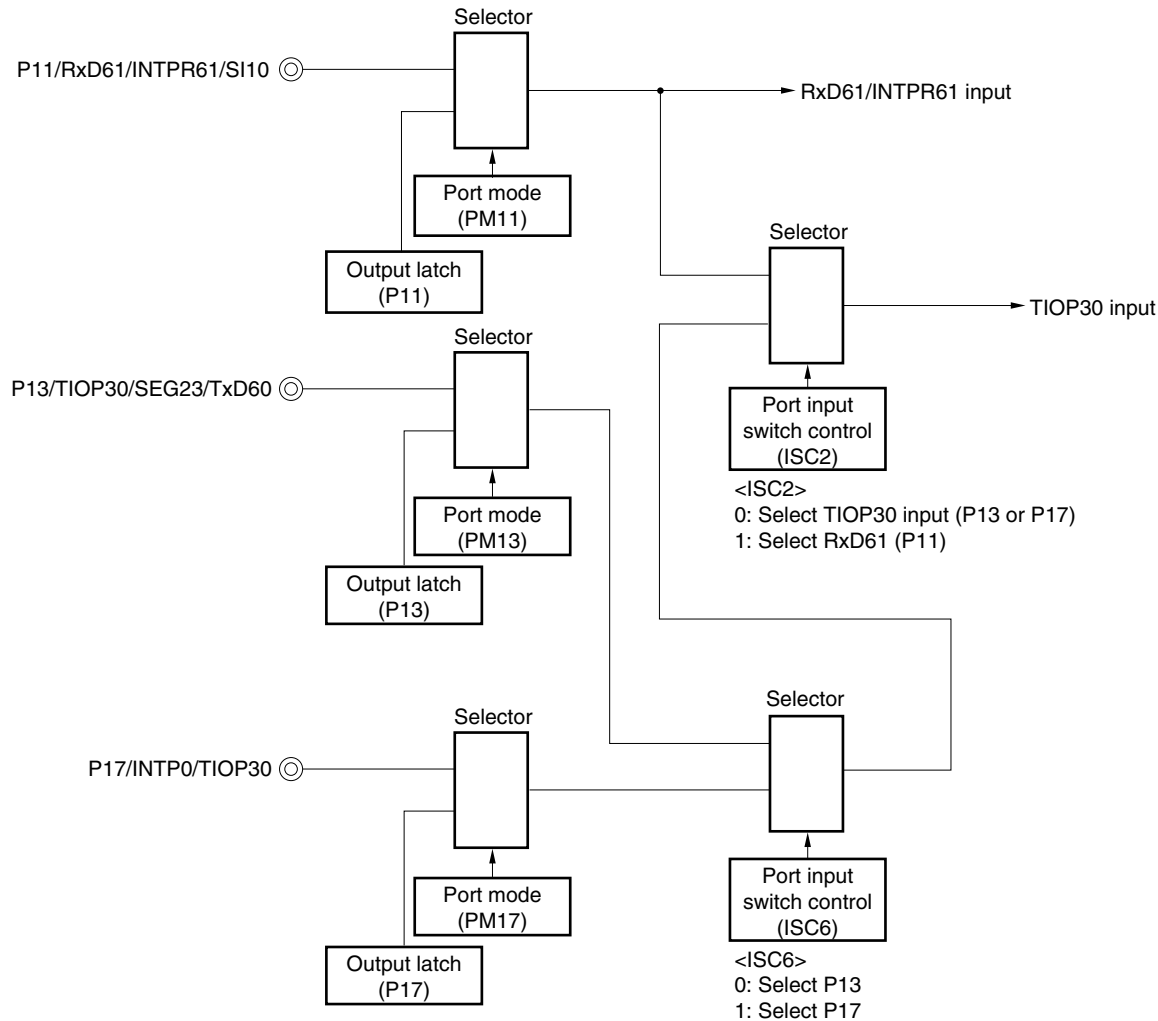 Selector
P11/RxD61/INTPR61/SI10
RxD61/INTPR61 input
Port mode
(PM11)
Output latch
(P11)
Selector
TIOP30 input
Port input
switch control
(ISC2)
<ISC2>
0: Select TIOP30 input (P13 or P17)
1: Select RxD61 (P11)
Selector
P13/TIOP30/SEG23/TxD60
Port mode
(PM13)
Output latch
(P13)
Selector
P17/INTP0/TIOP30
Port mode
(PM17)
Output latch
(P17)
Selector
Port input
switch control
(ISC6)
<ISC6>
0: Select P13
1: Select P17